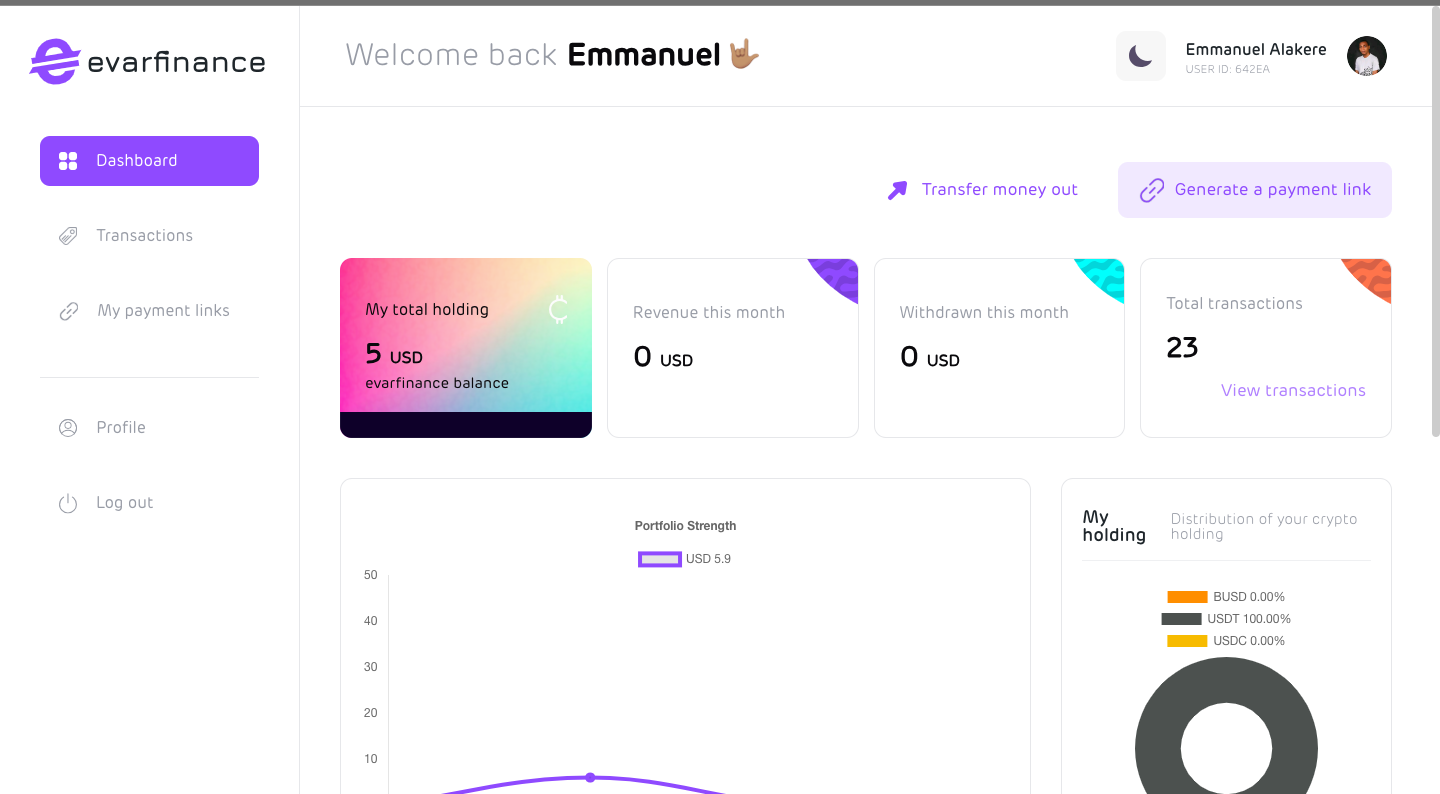 evarfinance
Welcome back Emmanuel
Emmanuel Alakere
USER ID: 642EA
Dashboard
Transactions
My payment links
Profile
Log out
Transfer money out
Generate a payment link
My total holding
5 USD
evarfinance balance
Revenue this month
0 USD
Withdrawn this month
0 USD
Total transactions
23
View transactions
Portfolio Strength
USD 5.9
50
40
30
20
10
My
holding
Distribution of your crypto
holding
BUSD 0.00%
USDT 100.00%
USDC 0.00%